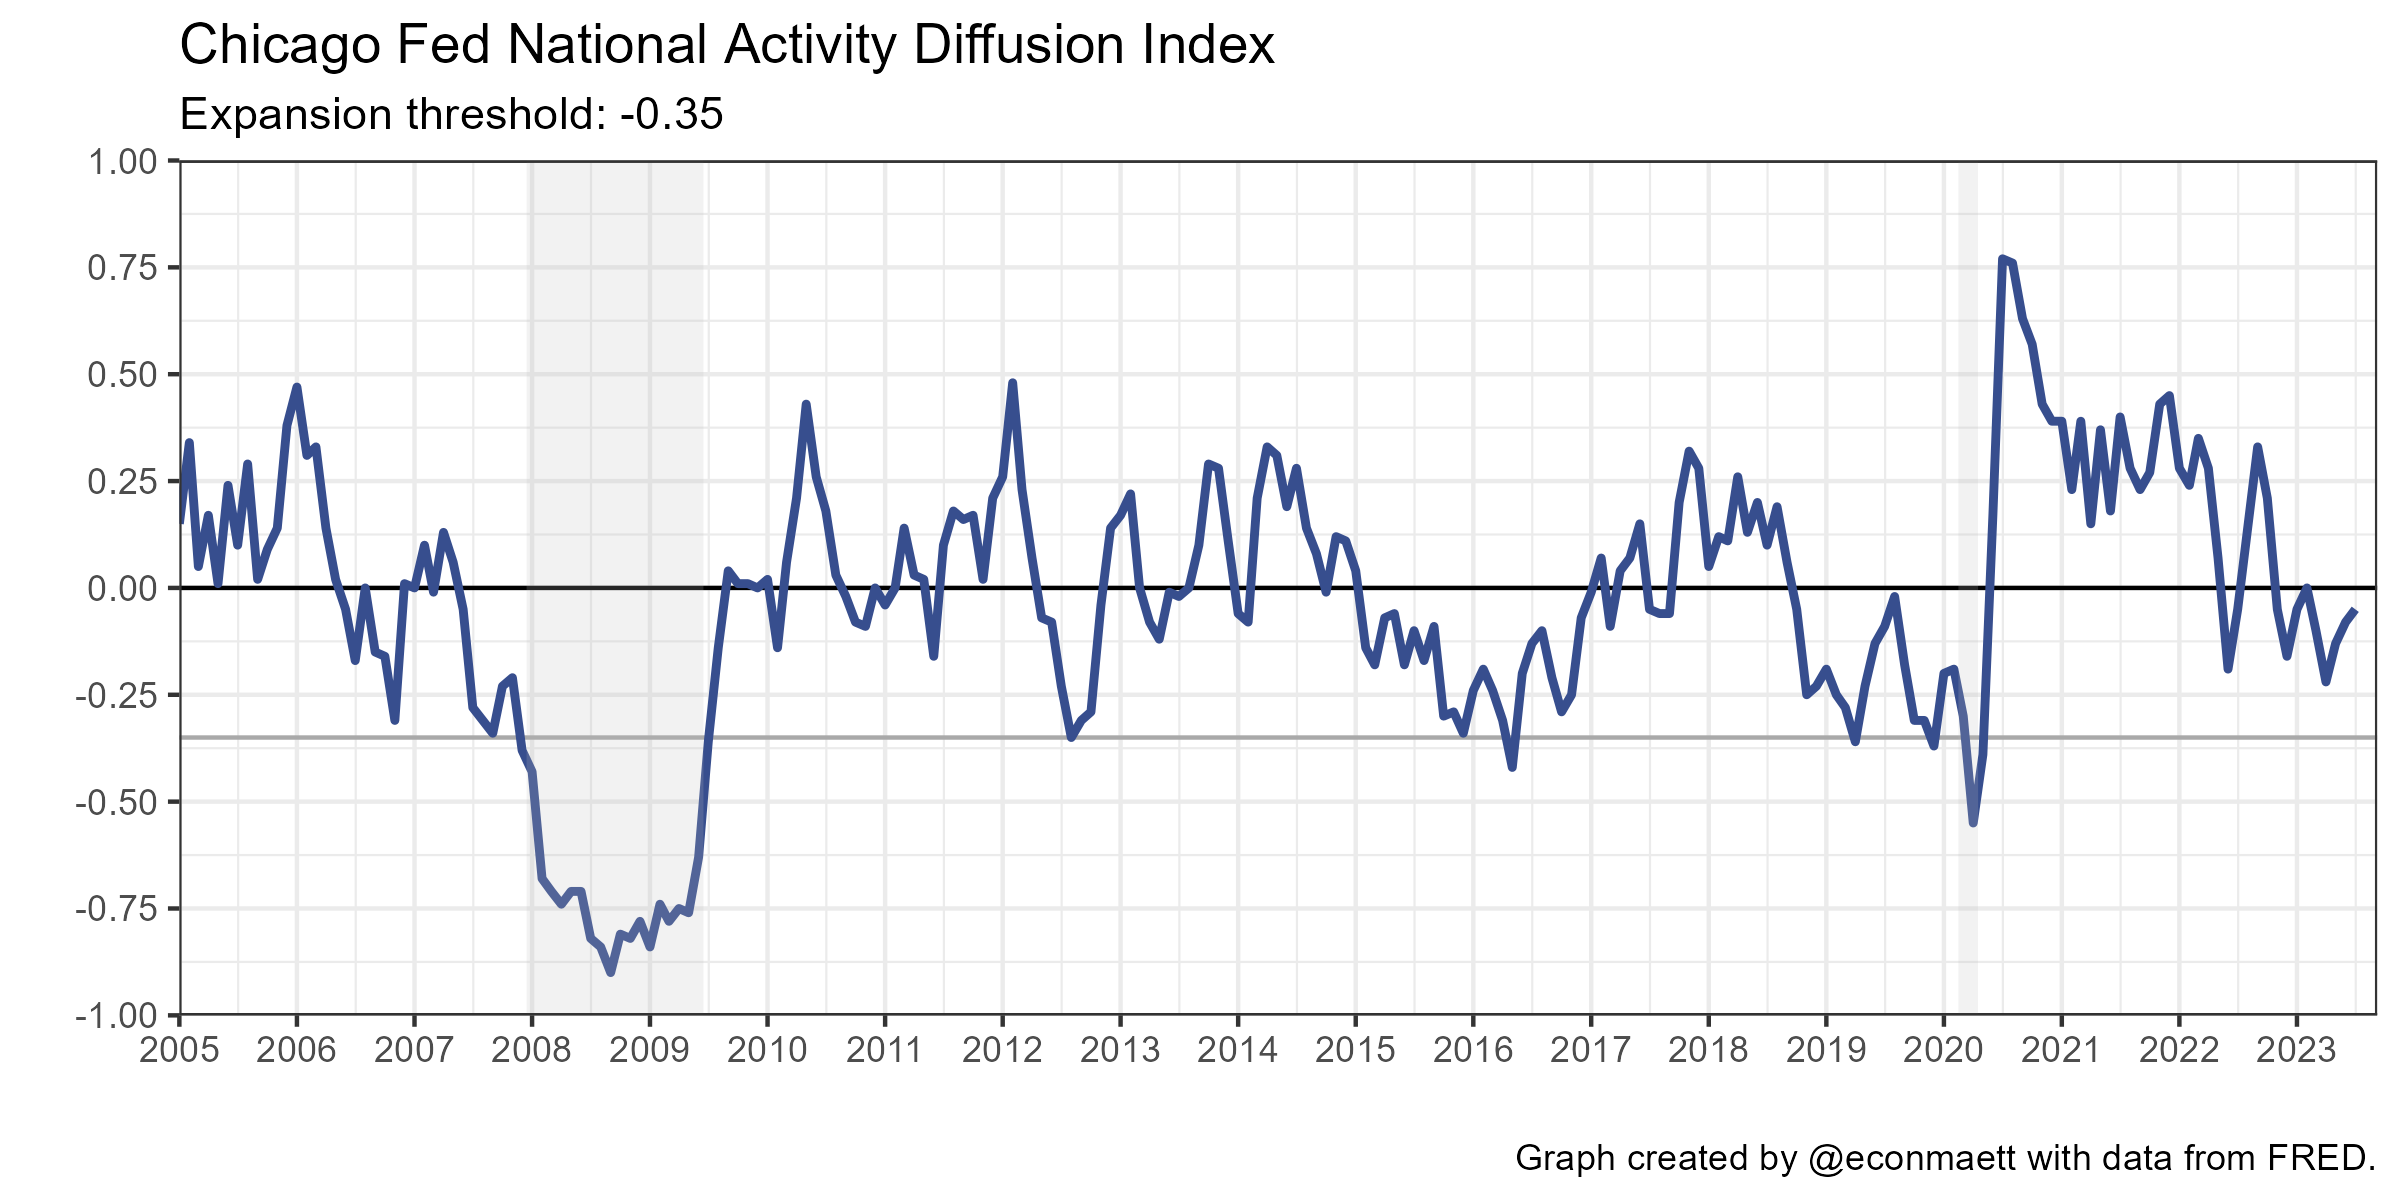 Chicago Fed National Activity Diffusion Index
Expansion threshold: -0.35
1.00
0.75
0.50
0.25
0.00
-0.25
-0.50
-0.75
-1.00
2005 2006 2007 2008 2009 2010 2011 2012 2013 2014 2015 2016 2017 2018 2019 2020 2021 2022 2023
Graph created by @econmaett with data from FRED.